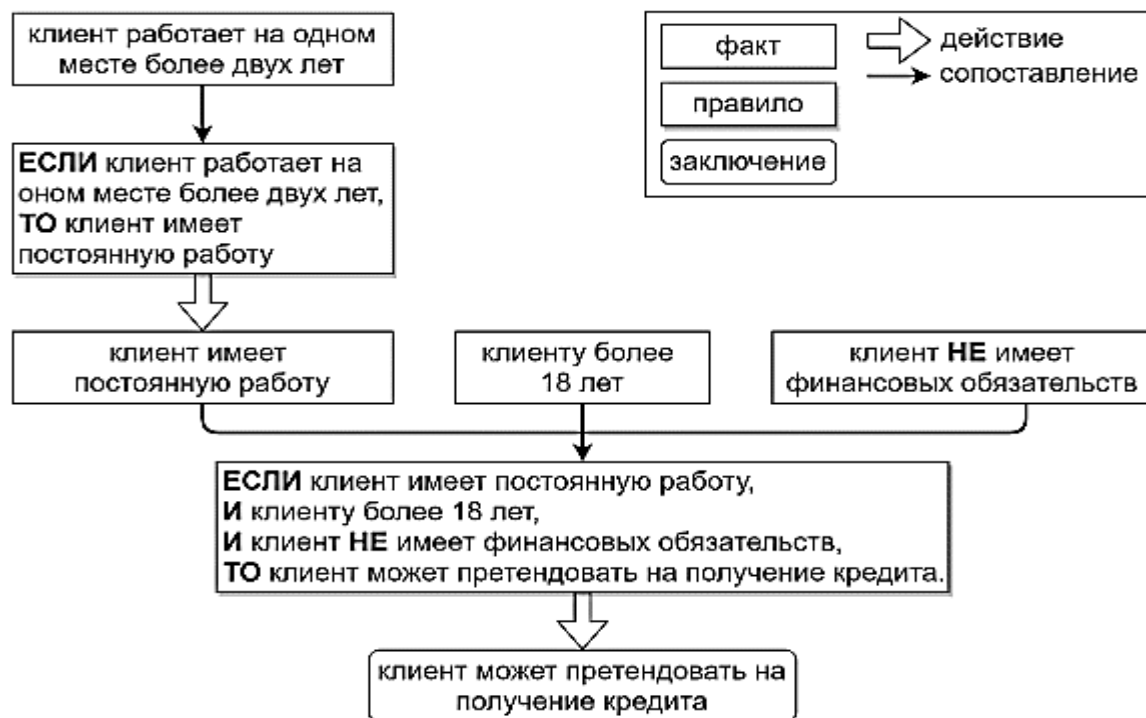 клиент работает на одном
месте более двух лет
факт
действие
сопоставление
правило
заключение
ЕСЛИ клиент работает на
оном месте более двух лет,
ТО клиент имеет
постоянную работу
клиент имеет
постоянную работу
клиенту более
18 лет
клиент НЕ имеет
финансовых обязательств
ЕСЛИ клиент имеет постоянную работу,
И клиенту более 18 лет,
И клиент НЕ имеет финансовых обязательств,
ТО клиент может претендовать на получение кредита.
клиент может претендовать на
получение кредита